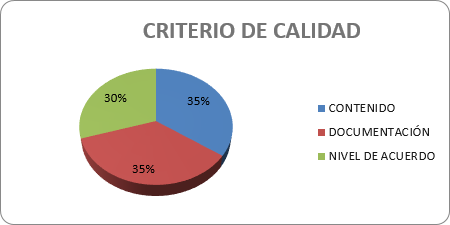 CRITERIO DE CALIDAD
30%
35%
35%
CONTENIDO
DOCUMENTACIÓN
NIVEL DE ACUERDO